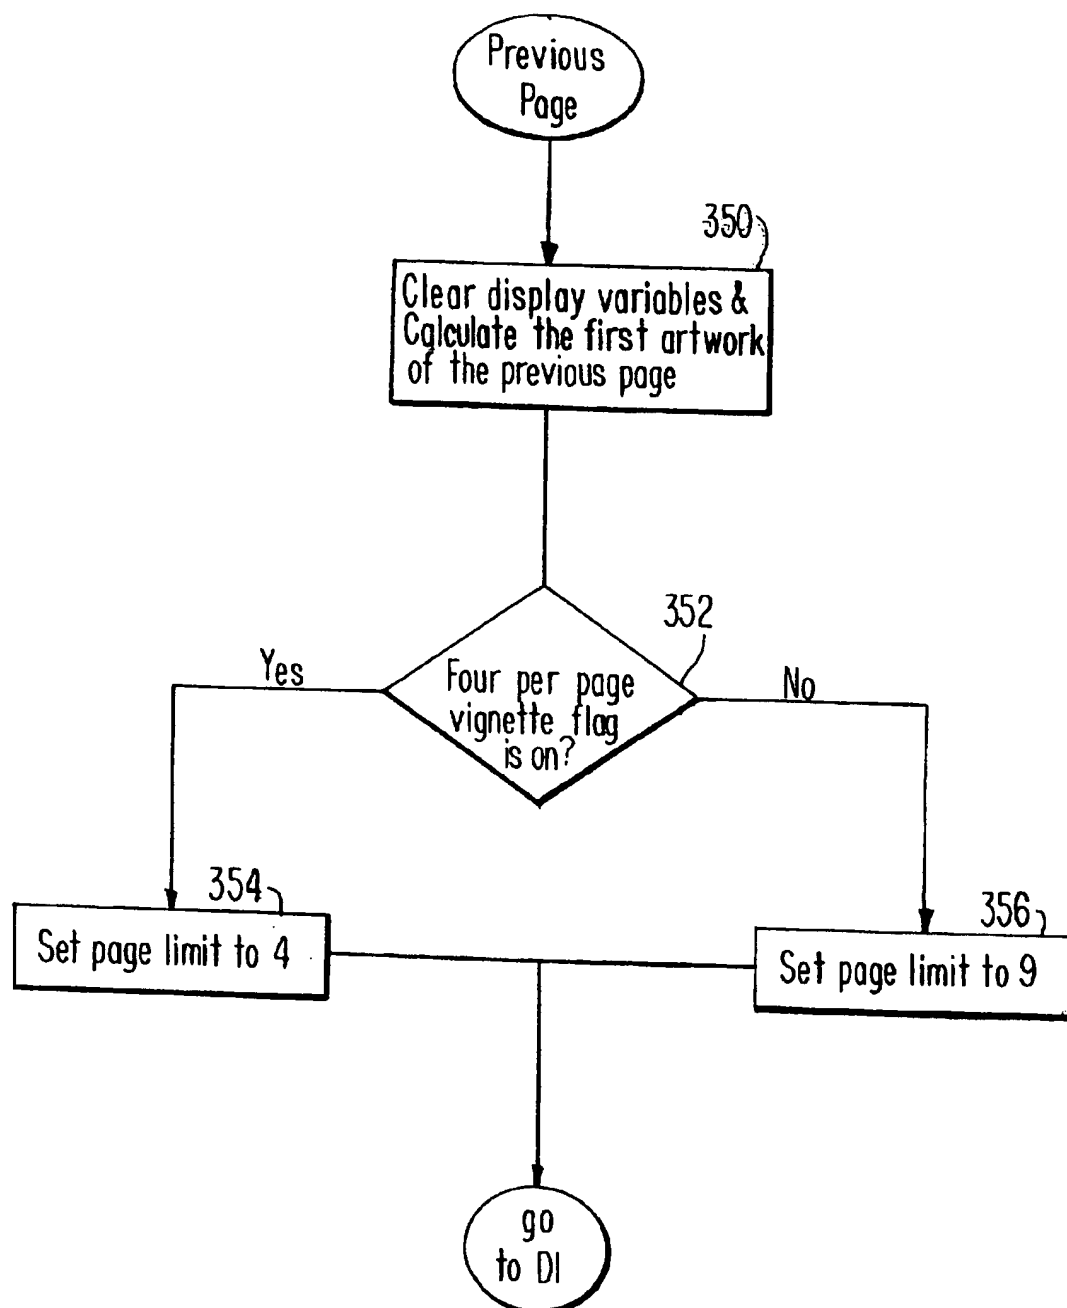 Previous
Page
350
Clear display variables &
Calculate the first artwork
of the previous page
352
Yes
Four per page
vignette flag
is on?
No
354
Set page limit to 4
356
Set page limit to 9
go
to DI